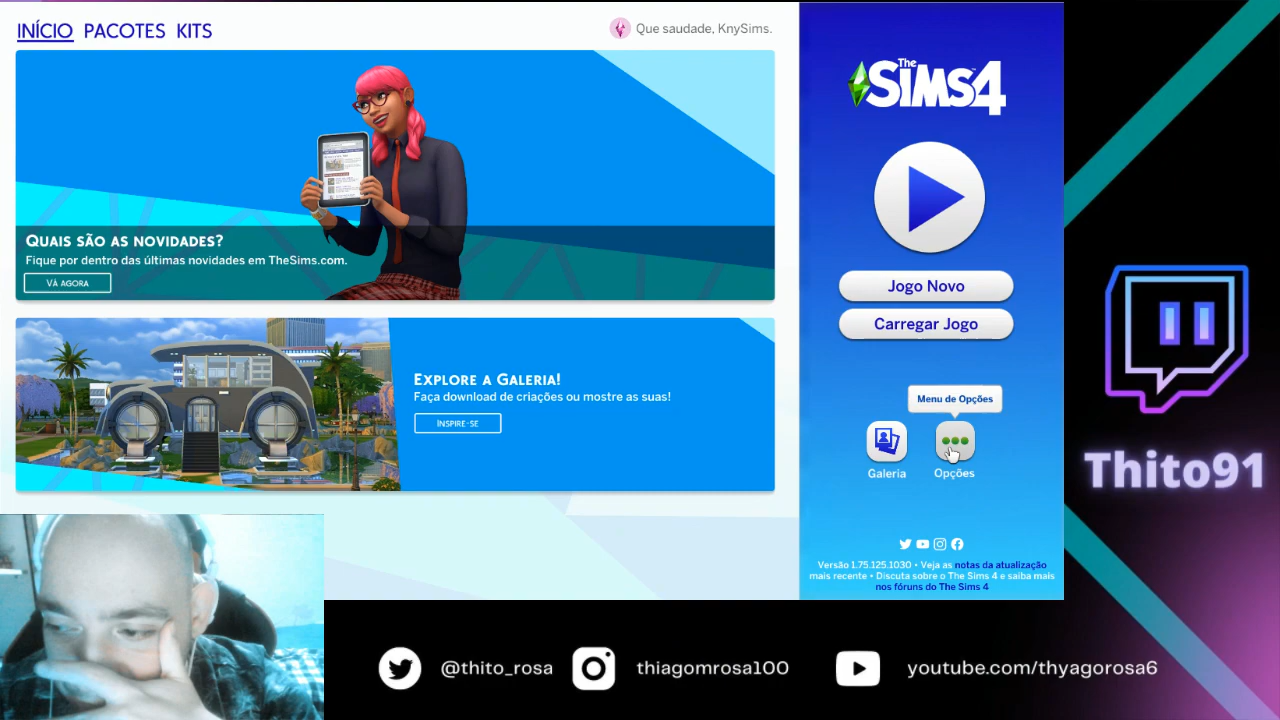 INÍCIO PACOTES KITS
Que saudade, KnySims.
QUAIS SÃO AS NOVIDADES?
Fique por dentro das últimas novidades em TheSims.com.
VÁ AGORA
EXPLORE A GALERIA!
Faça download de criações ou mostre as suas!
INSPIRE-SE
The
SIMS4
Jogo Novo
Carregar Jogo
Menu de Opções
Galeria
Opções
Versão 1.75.125.1030 • Veja as notas da atualização
mais recente • Discuta sobre o The Sims 4 e saiba mais
nos fóruns do The Sims 4
Thito91
@thito_rosa
thiagomrosa100
youtube.com/thyagorosa6